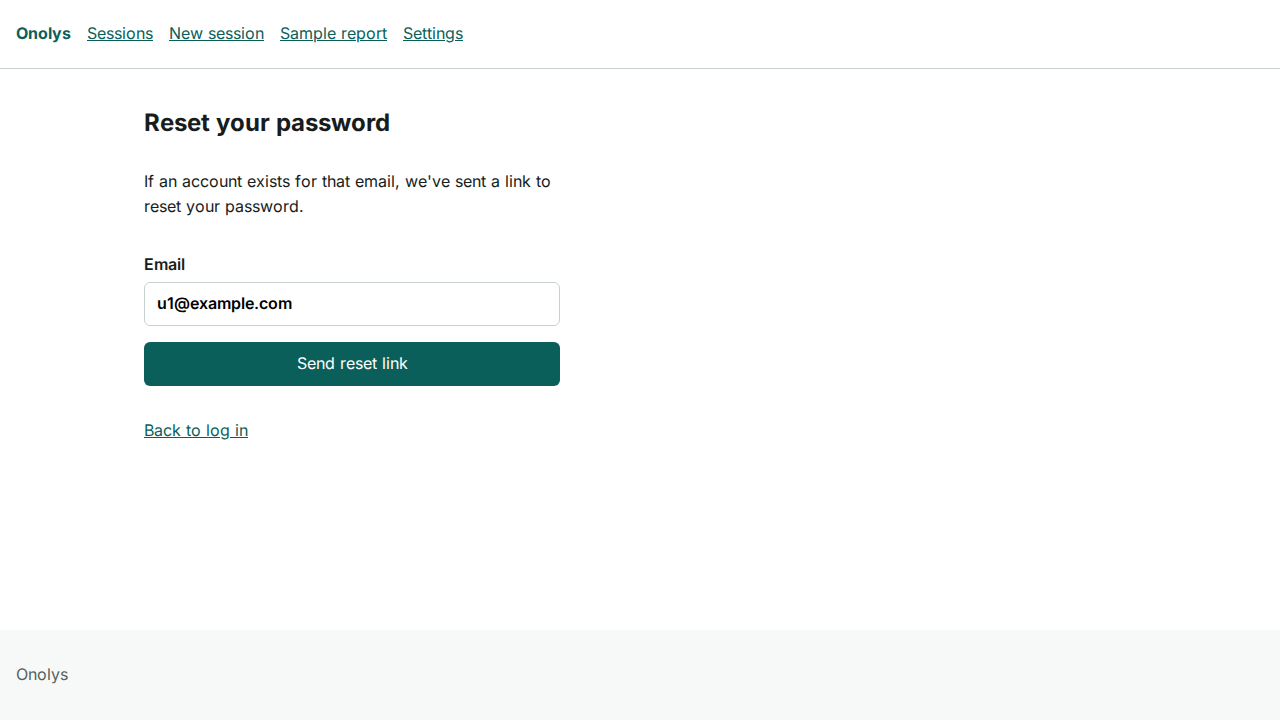 Onolys Sessions New session Sample report Settings
Reset your password
If an account exists for that email, we've sent a link to
reset your password.
Email
u1@example.com
Send reset link
Back to log in
Onolys